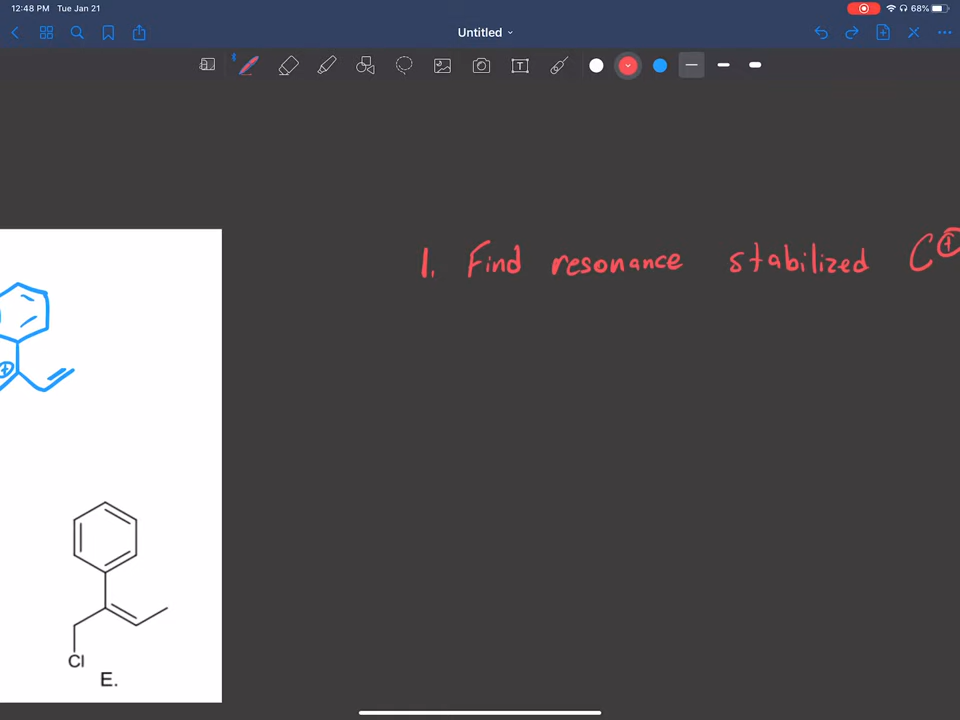 12:48 PM Tue Jan 21
68%
Untitled
T
1. Find resonance stabilized C⊕
⊕
Cl
E.